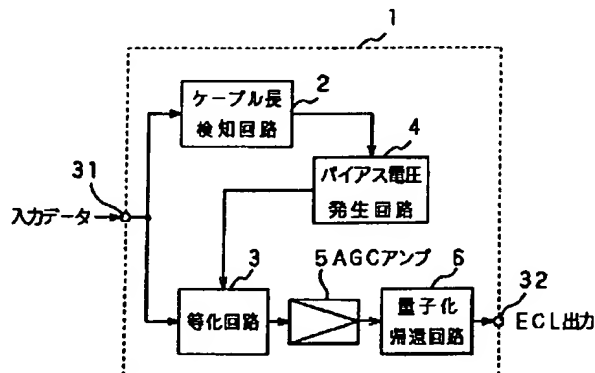 1
ケーブル長
検知回路
2
4
バイアス電圧
発生回路
31
入力データ
3
等化回路
5 AGCアンプ
6
量子化
帰還回路
32
ECL出力